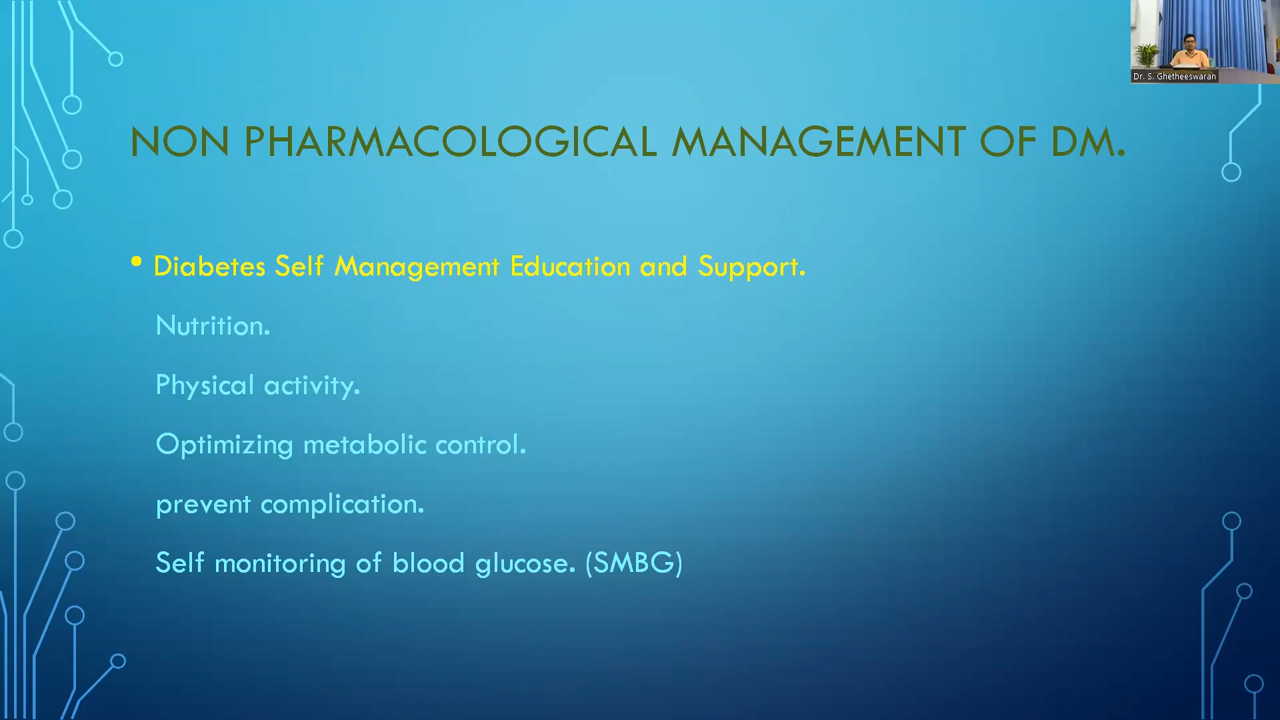 Dr. S. Ghetheeswaran
NON PHARMACOLOGICAL MANAGEMENT OF DM.
• Diabetes Self Management Education and Support.
Nutrition.
Physical activity.
Optimizing metabolic control.
prevent complication.
Self monitoring of blood glucose. (SMBG)